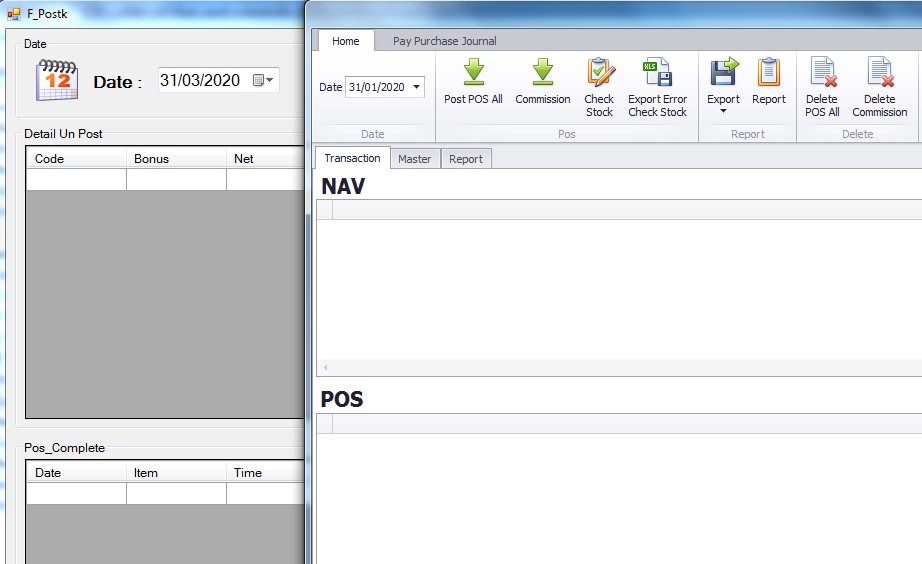 F_Postk
Date
12
Date : 31/03/2020
Detail Un Post
Code Bonus Net
Pos_Complete
Date Item Time
Home Pay Purchase Journal
Date 31/01/2020
Post POS All
Commission
Check
Stock
XLS
Export Error
Check Stock
Export
Report
Delete
POS All
Delete
Commission
Date Pos Report Delete
Transaction Master Report
NAV
POS